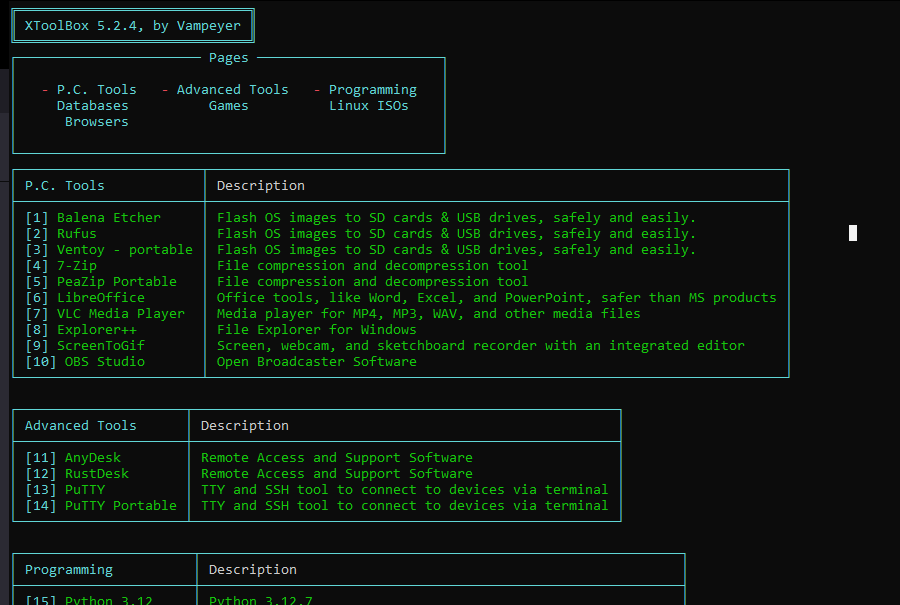 XToolBox 5.2.4, by Vampeyer
Pages
- P.C. Tools - Advanced Tools - Programming
Databases Games Linux ISOs
Browsers
P.C. Tools Description
[1] Balena Etcher Flash OS images to SD cards & USB drives, safely and easily.
[2] Rufus Flash OS images to SD cards & USB drives, safely and easily.
[3] Ventoy - portable Flash OS images to SD cards & USB drives, safely and easily.
[4] 7-Zip File compression and decompression tool
[5] PeaZip Portable File compression and decompression tool
[6] LibreOffice Office tools, like Word, Excel, and PowerPoint, safer than MS products
[7] VLC Media Player Media player for MP4, MP3, WAV, and other media files
[8] Explorer++ File Explorer for Windows
[9] ScreenToGif Screen, webcam, and sketchboard recorder with an integrated editor
[10] OBS Studio Open Broadcaster Software
Advanced Tools Description
[11] AnyDesk Remote Access and Support Software
[12] RustDesk Remote Access and Support Software
[13] PuTTY TTY and SSH tool to connect to devices via terminal
[14] PuTTY Portable TTY and SSH tool to connect to devices via terminal
Programming Description
[15] Python 3.12 Python 3.12.7